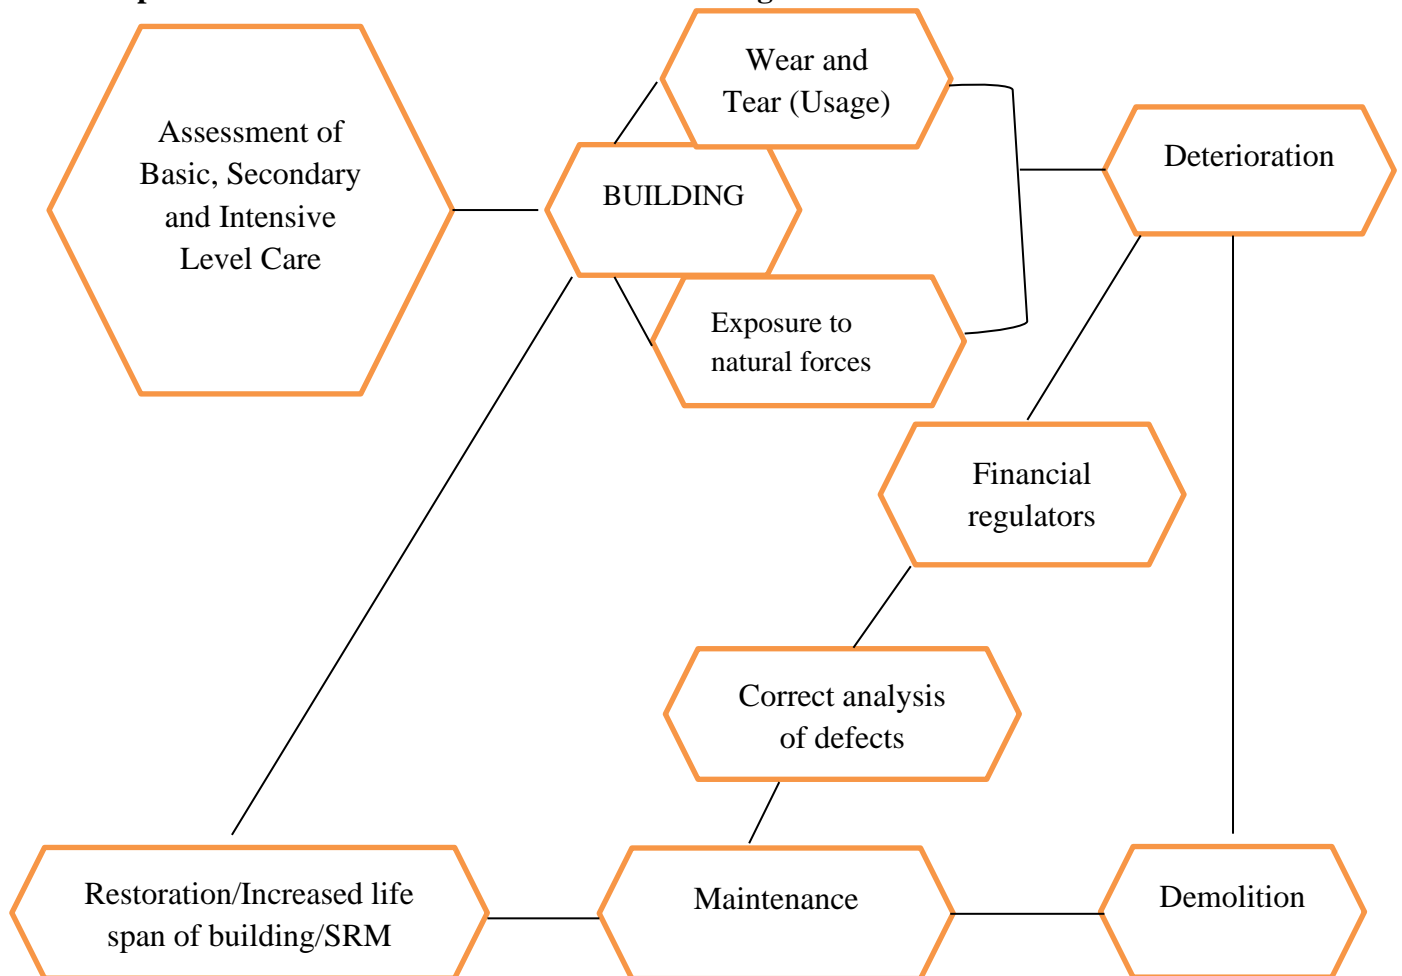 Wear and
Tear (Usage)
Assessment of
Basic, Secondary
and Intensive
Level Care
BUILDING
Deterioration
Exposure to
natural forces
Financial
regulators
Correct analysis
of defects
Restoration/Increased life
span of building/SRM
Maintenance
Demolition